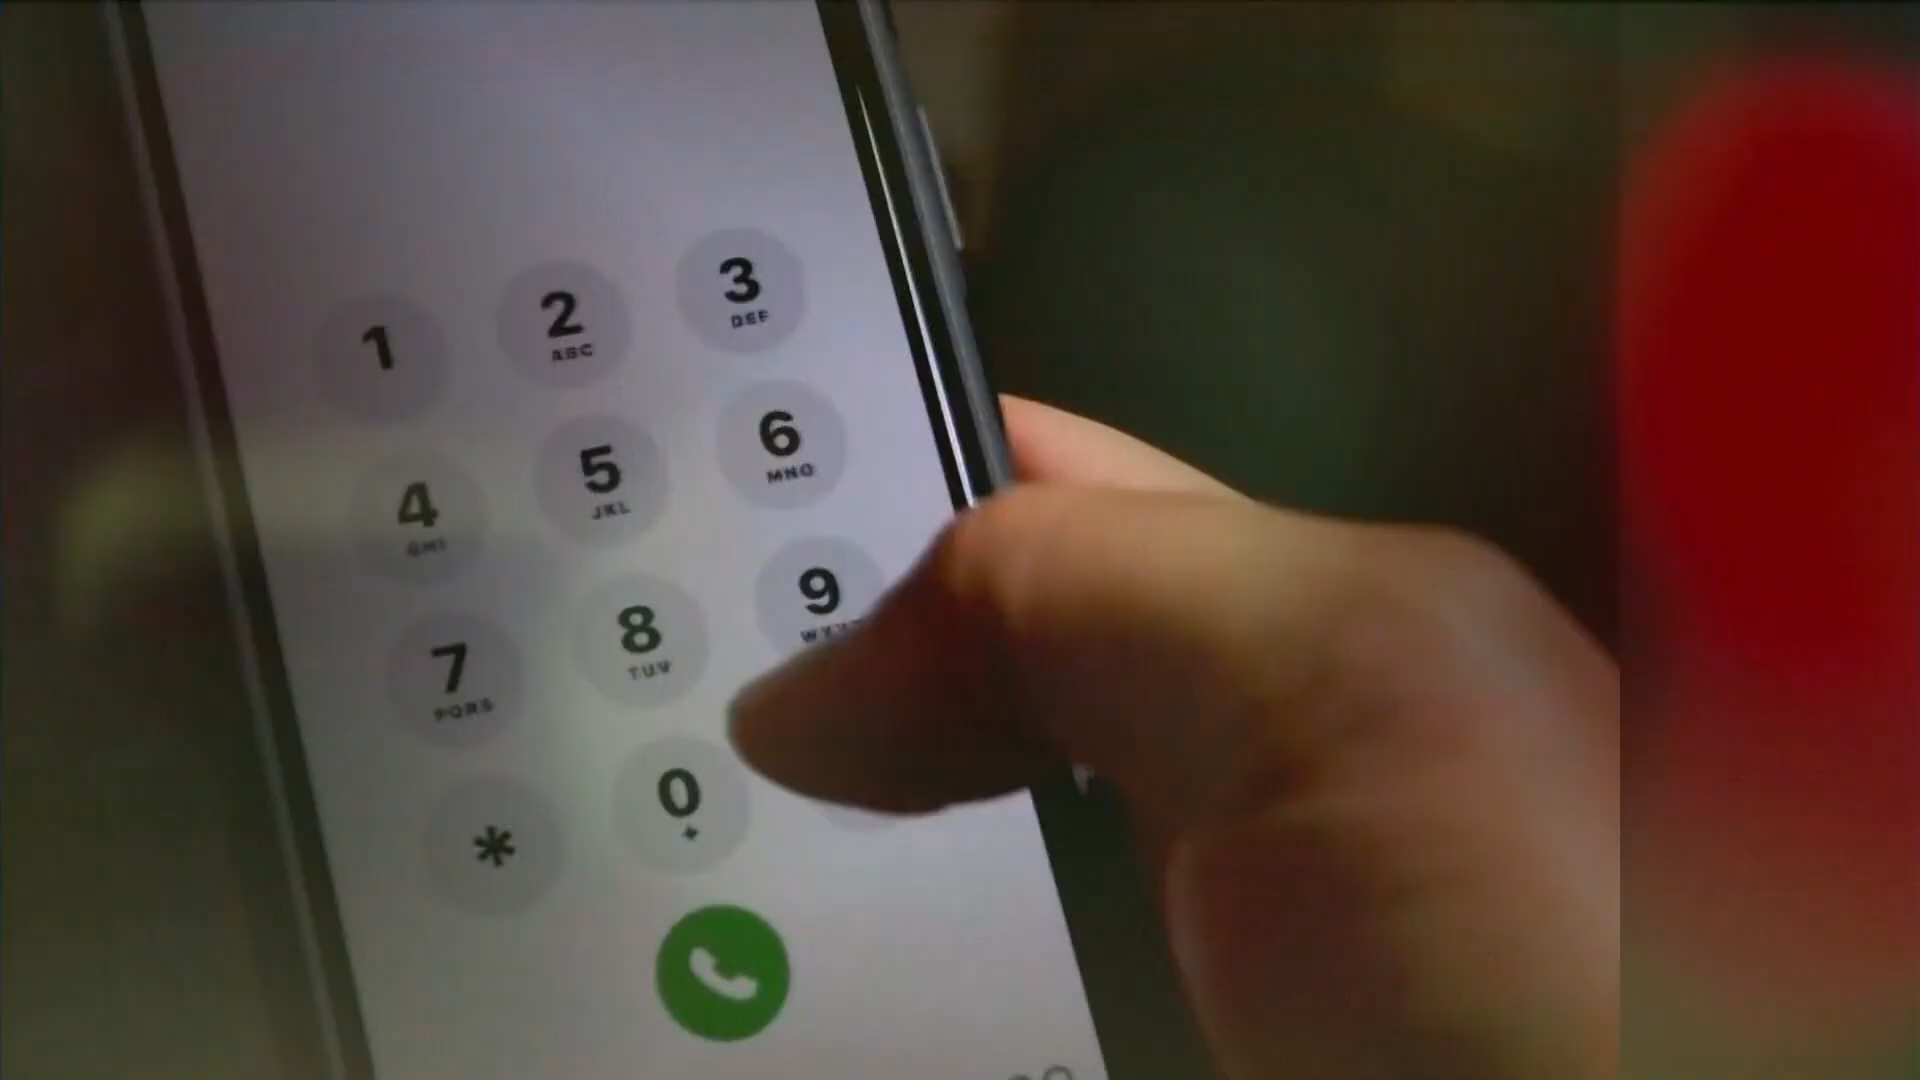 1 2 3
ABC DEF
4 5 6
GHI JKL MNO
7 8 9
PQRS TUV
* 0
+